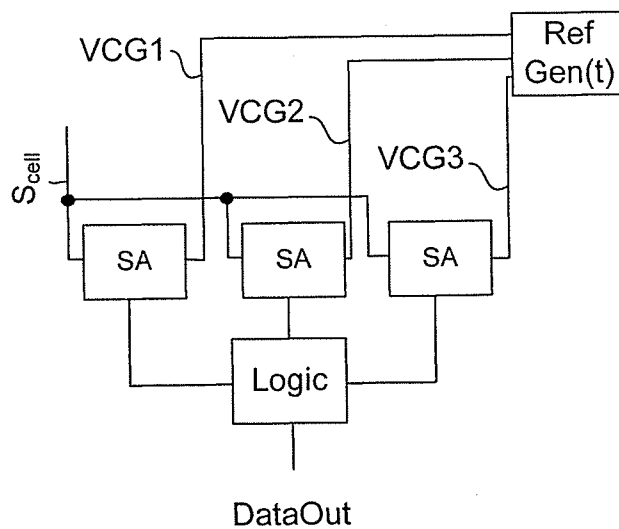 Ref
Gen(t)
VCG1
VCG2
VCG3
Scell
SA
SA
SA
Logic
DataOut